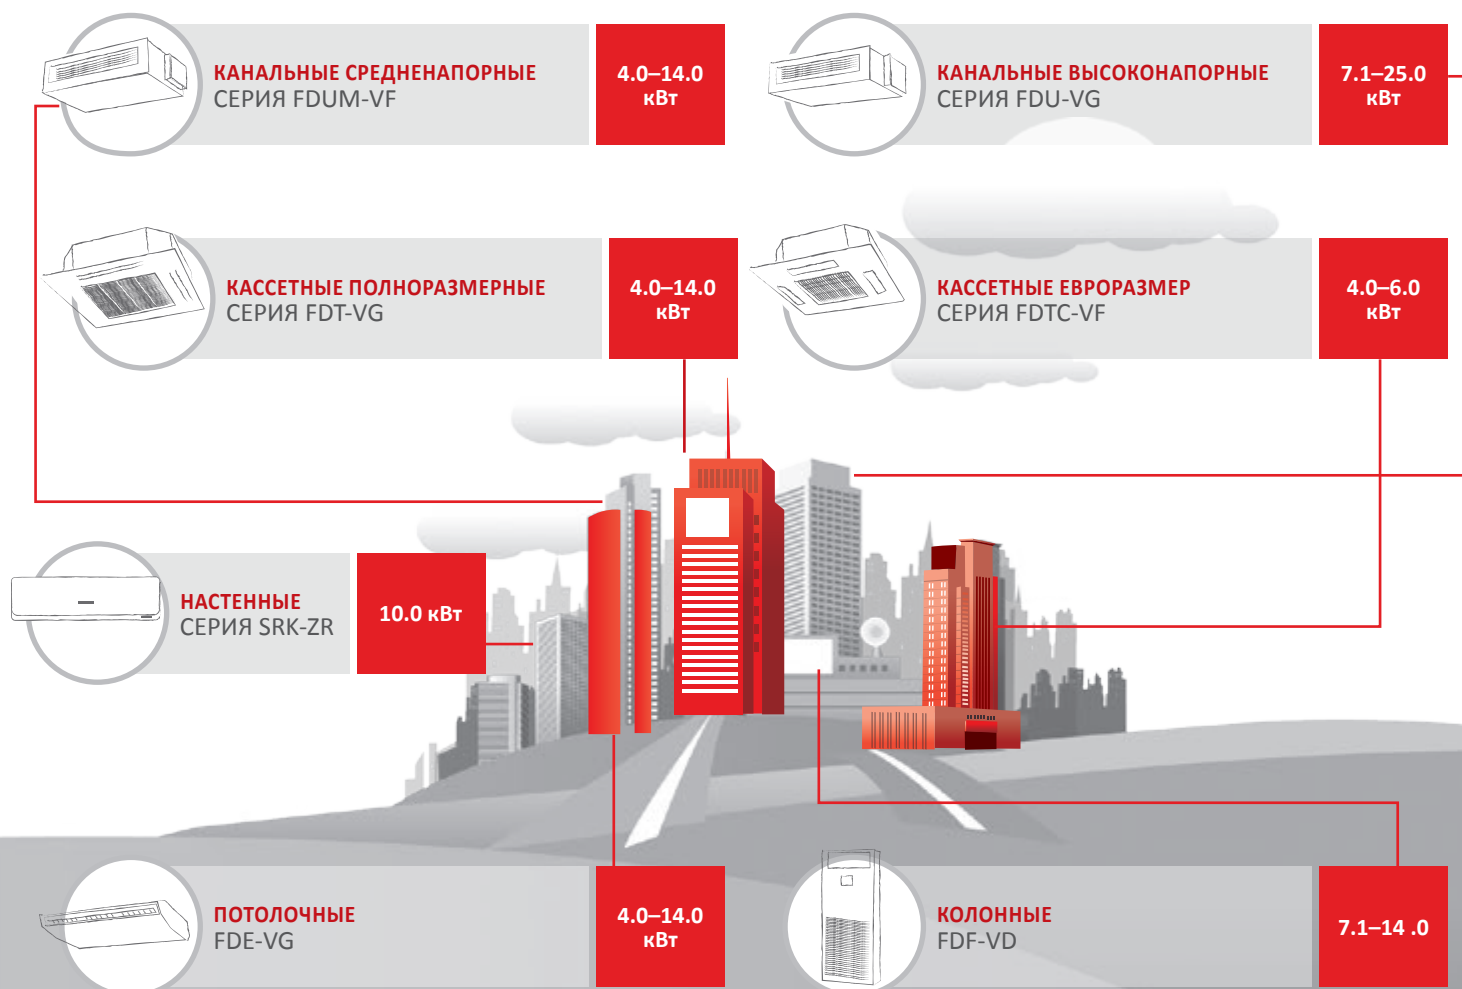 КАНАЛЬНЫЕ СРЕДНЕНАПОРНЫЕ
СЕРИЯ FDUM-VF
4.0–14.0
кВт
КАНАЛЬНЫЕ ВЫСОКОНАПОРНЫЕ
СЕРИЯ FDU-VG
7.1–25.0
кВт
КАССЕТНЫЕ ПОЛНОРАЗМЕРНЫЕ
СЕРИЯ FDT-VG
4.0–14.0
кВт
КАССЕТНЫЕ ЕВРОРАЗМЕР
СЕРИЯ FDTC-VF
4.0–6.0
кВт
НАСТЕННЫЕ
СЕРИЯ SRK-ZR
10.0 кВт
ПОТОЛОЧНЫЕ
FDE-VG
4.0–14.0
кВт
КОЛОННЫЕ
FDF-VD
7.1–14 .0